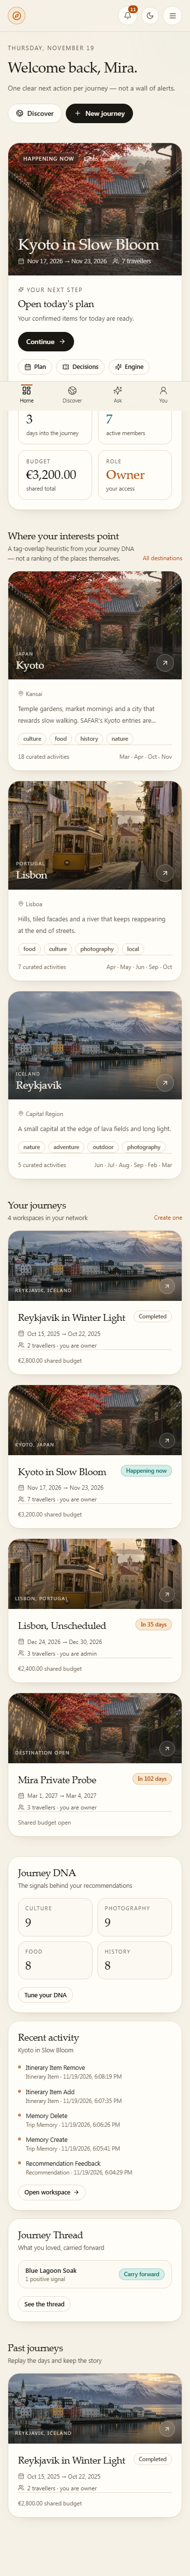 11
THURSDAY, NOVEMBER 19
Welcome back, Mira.
One clear next action per journey — not a wall of alerts.
Discover
New journey
HAPPENING NOW
Kyoto in Slow Bloom
Nov 17, 2026 → Nov 23, 2026
7 travellers
YOUR NEXT STEP
Open today's plan
Your confirmed items for today are ready.
Continue
Plan
Decisions
Engine
Home
Discover
Ask
You
3
days into the journey
7
active members
BUDGET
€3,200.00
shared total
ROLE
Owner
your access
Where your interests point
A tag-overlap heuristic from your Journey DNA
— not a ranking of the places themselves.
All destinations
JAPAN
Kyoto
Kansai
Temple gardens, market mornings and a city that
rewards slow walking. SAFAR's Kyoto entries are...
culture
food
history
nature
18 curated activities
Mar · Apr · Oct · Nov
PORTUGAL
Lisbon
Lisboa
Hills, tiled facades and a river that keeps reappearing
at the end of streets.
food
culture
photography
local
7 curated activities
Apr · May · Jun · Sep · Oct
ICELAND
Reykjavik
Capital Region
A small capital at the edge of lava fields and long light.
nature
adventure
outdoor
photography
5 curated activities
Jun · Jul · Aug · Sep · Feb · Mar
Your journeys
4 workspaces in your network
Create one
REYKJAVIK, ICELAND
Reykjavik in Winter Light
Completed
Oct 15, 2025 → Oct 22, 2025
2 travellers · you are owner
€2,800.00 shared budget
KYOTO, JAPAN
Kyoto in Slow Bloom
Happening now
Nov 17, 2026 → Nov 23, 2026
7 travellers · you are owner
€3,200.00 shared budget
LISBON, PORTUGAL
Lisbon, Unscheduled
In 35 days
Dec 24, 2026 → Dec 30, 2026
3 travellers · you are admin
€2,400.00 shared budget
DESTINATION OPEN
Mira Private Probe
In 102 days
Mar 1, 2027 → Mar 4, 2027
3 travellers · you are owner
Shared budget open
Journey DNA
The signals behind your recommendations
CULTURE
9
PHOTOGRAPHY
9
FOOD
8
HISTORY
8
Tune your DNA
Recent activity
Kyoto in Slow Bloom
Itinerary Item Remove
Itinerary Item · 11/19/2026, 6:08:19 PM
Itinerary Item Add
Itinerary Item · 11/19/2026, 6:07:35 PM
Memory Delete
Trip Memory · 11/19/2026, 6:06:26 PM
Memory Create
Trip Memory · 11/19/2026, 6:05:41 PM
Recommendation Feedback
Recommendation · 11/19/2026, 6:04:29 PM
Open workspace
Journey Thread
What you loved, carried forward
Blue Lagoon Soak
1 positive signal
Carry forward
See the thread
Past journeys
Replay the days and keep the story
REYKJAVIK, ICELAND
Reykjavik in Winter Light
Completed
Oct 15, 2025 → Oct 22, 2025
2 travellers · you are owner
€2,800.00 shared budget